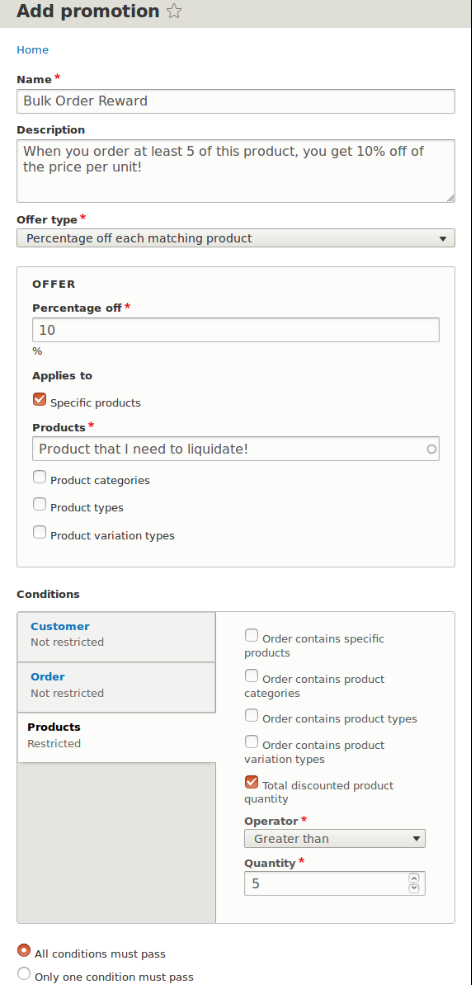 Add promotion
Home
Name *
Bulk Order Reward
Description
When you order at least 5 of this product, you get 10% off of
the price per unit!
Offer type *
Percentage off each matching product
OFFER
Percentage off *
10
%
Applies to
Specific products
Products *
Product that I need to liquidate!
Product categories
Product types
Product variation types
Conditions
Customer
Not restricted
Order
Not restricted
Products
Restricted
Order contains specific
products
Order contains product
categories
Order contains product types
Order contains product
variation types
Total discounted product
quantity
Operator *
Greater than
Quantity *
5
All conditions must pass
Only one condition must pass